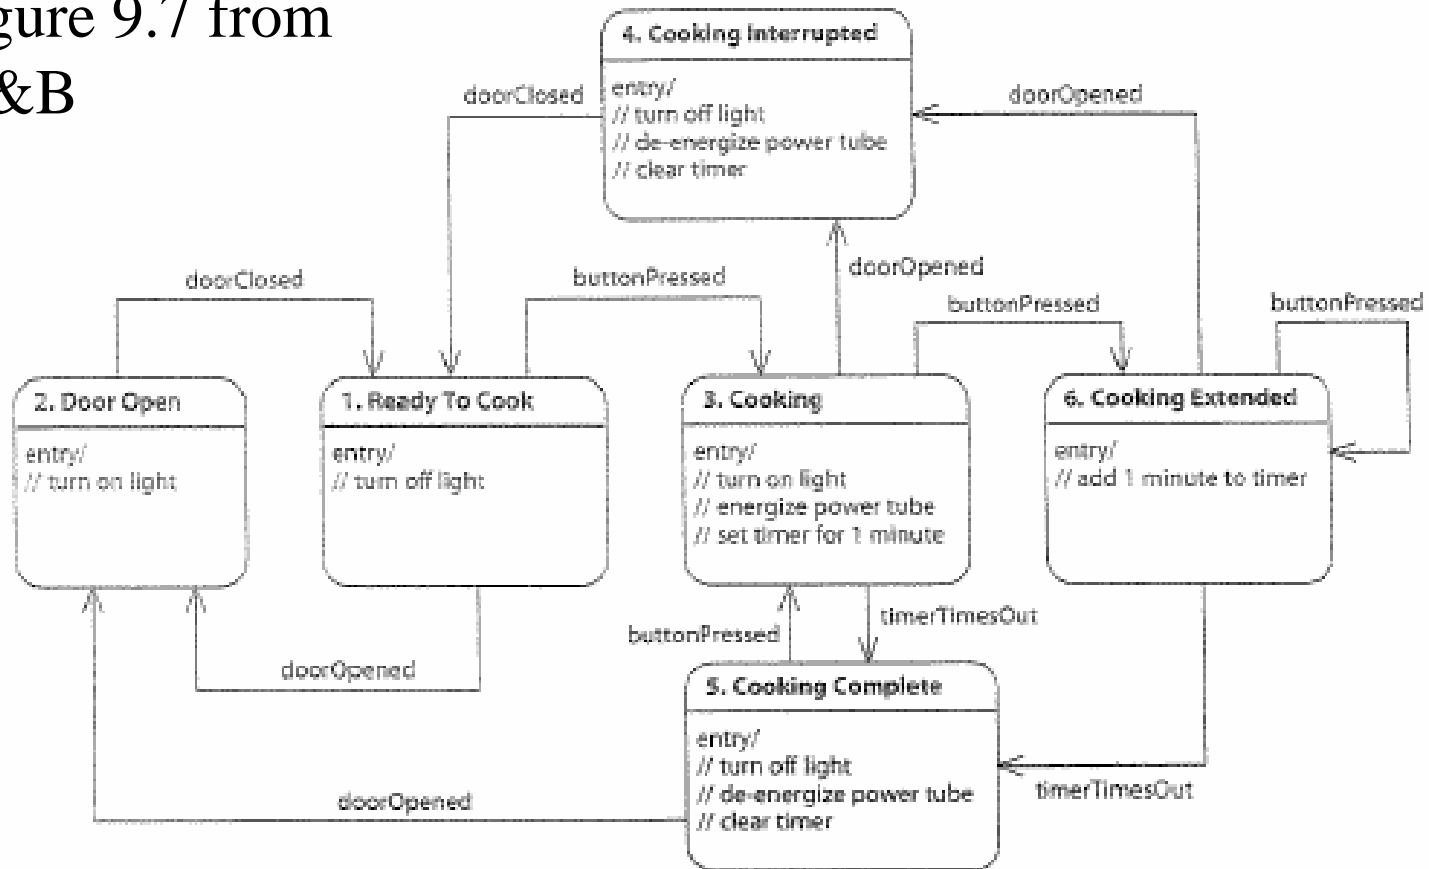 gure 9.7 from
&B
4. Cooking Interrupted
entry/
// turn off light
// de-energize power tube
// clear timer
doorClosed
doorOpened
doorClosed
buttonPressed
doorOpened
buttonPressed
buttonPressed
2. Door Open
entry/
// turn on light
1. Ready To Cook
entry/
// turn off light
3. Cooking
entry/
// turn on light
// energize power tube
// set timer for 1 minute
6. Cooking Extended
entry/
// add 1 minute to timer
doorOpened
buttonPressed
timerTimesOut
5. Cooking Complete
entry/
// turn off light
// de-energize power tube
// clear timer
doorOpened
timerTimesOut